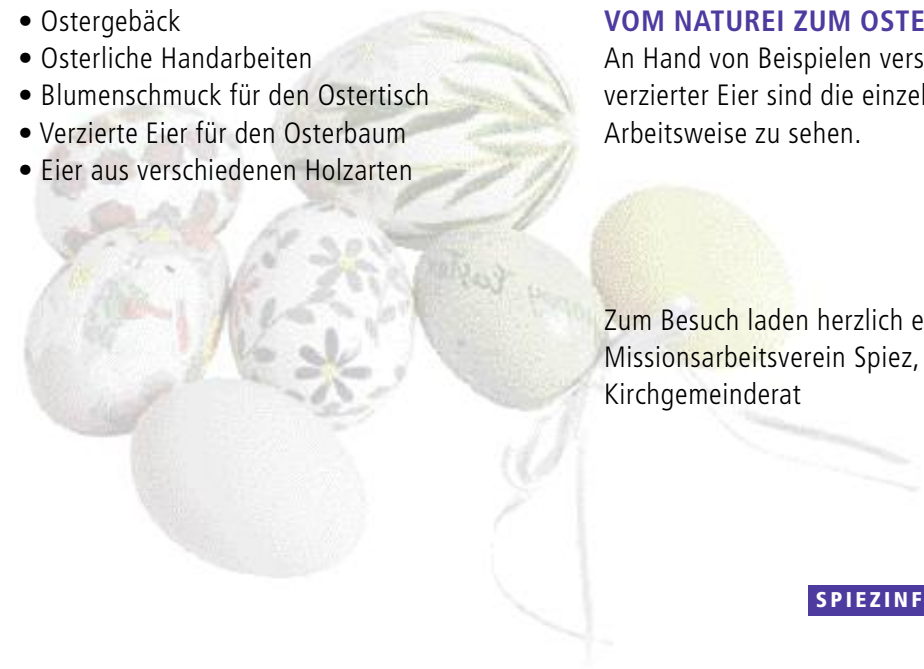 • Ostergebäck
• Österliche Handarbeiten
• Blumenschmuck für den Ostertisch
• Verzierte Eier für den Osterbaum
• Eier aus verschiedenen Holzarten
VOM NATUREI ZUM OSTE
An Hand von Beispielen vers
verzierter Eier sind die einzel
Arbeitsweise zu sehen.
Easter
Zum Besuch laden herzlich e
Missionsarbeitsverein Spiez,
Kirchgemeinderat
SPIEZINF